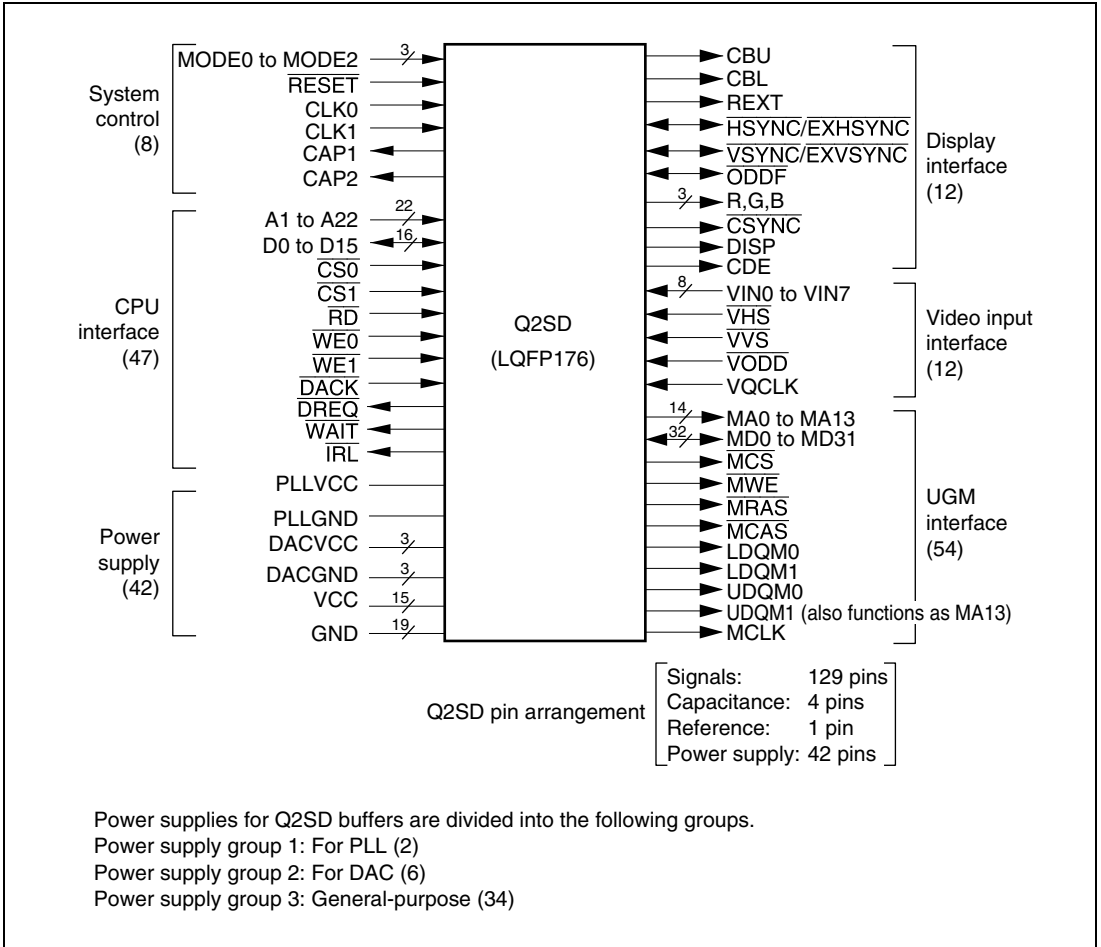 System
control
(8)
MODE0 to MODE2 3
RESET
CLK0
CLK1
CAP1
CAP2
CPU
interface
(47)
A1 to A22 22
D0 to D15 16
CS0
CS1
RD
WE0
WE1
DACK
DREQ
WAIT
IRL
Power
supply
(42)
PLLVCC
PLLGND
DACVCC 3
DACGND 3
VCC 15
GND 19
Q2SD
(LQFP176)
CBU
CBL
REXT
HSYNC/EXHSYNC
VSYNC/EXVSYNC
ODDF
3 R,G,B
CSYNC
DISP
CDE
Display
interface
(12)
8 VIN0 to VIN7
VHS
VVS
VODD
VQCLK
Video input
interface
(12)
14 MA0 to MA13
32 MD0 to MD31
MCS
MWE
MRAS
MCAS
LDQM0
LDQM1
UDQM0
UDQM1 (also functions as MA13)
MCLK
UGM
interface
(54)
Q2SD pin arrangement
Signals: 129 pins
Capacitance: 4 pins
Reference: 1 pin
Power supply: 42 pins
Power supplies for Q2SD buffers are divided into the following groups.
Power supply group 1: For PLL (2)
Power supply group 2: For DAC (6)
Power supply group 3: General-purpose (34)